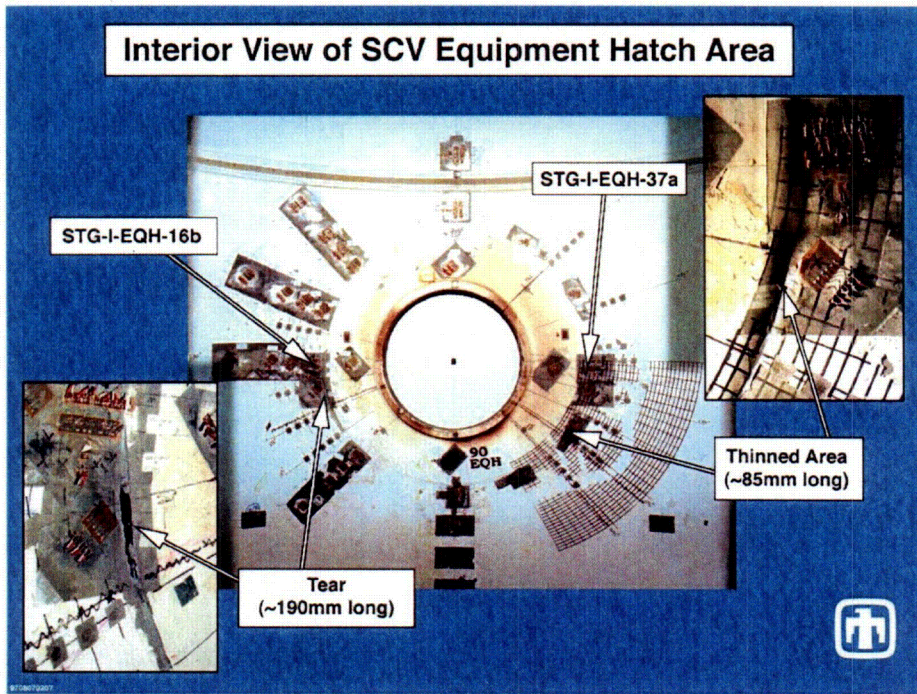 Interior View of SCV Equipment Hatch Area
STG-I-EQH-37a
STG-I-EQH-16b
90
EQH
Thinned Area
(~85mm long)
Tear
(~190mm long)